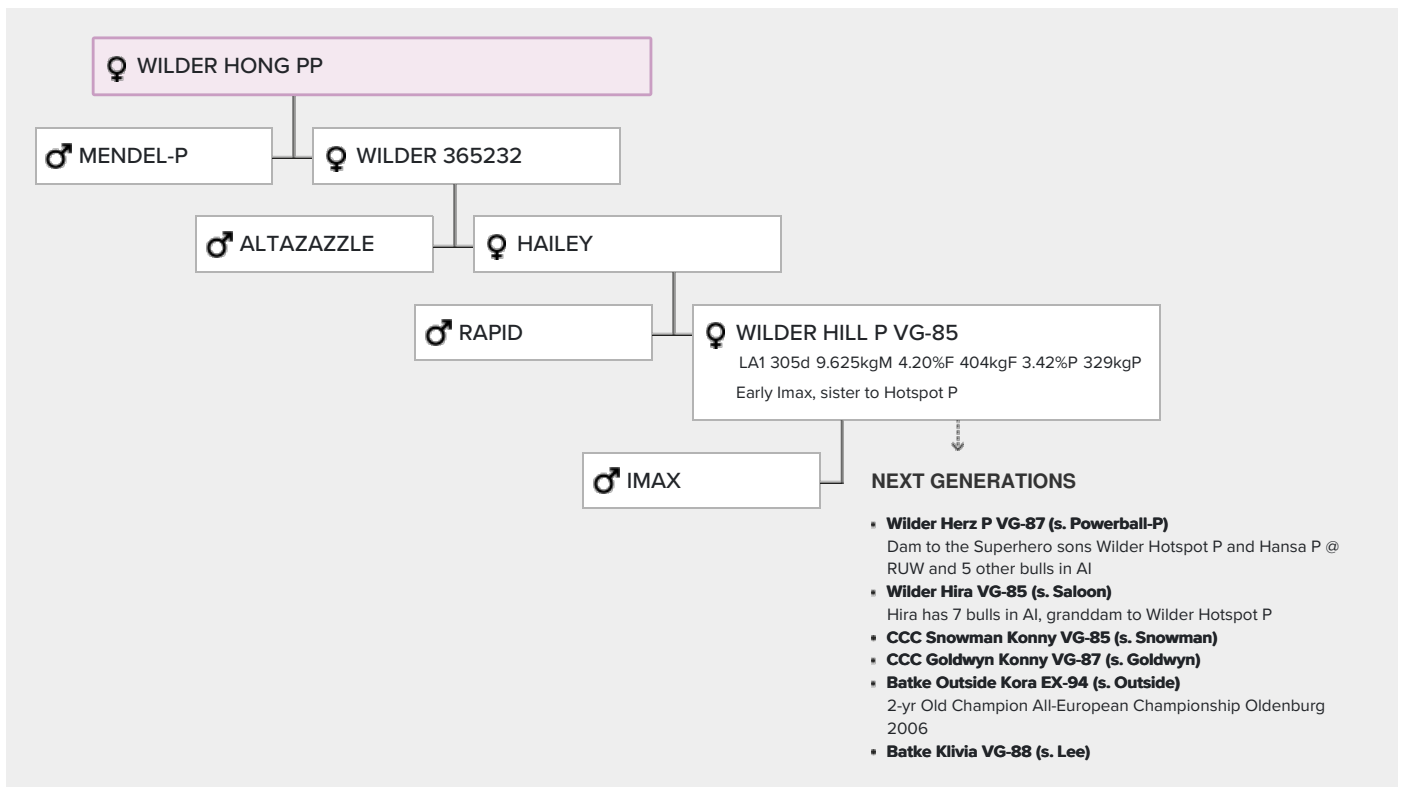 WILDER HONG PP
MENDEL-P
WILDER 365232
ALTAZAZZLE
HAILEY
RAPID
WILDER HILL P VG-85
LA1 305d 9.625kgM 4.20%F 404kgF 3.42%P 329kgP
Early Imax, sister to Hotspot P
IMAX
NEXT GENERATIONS
Wilder Herz P VG-87 (s. Powerball-P)
Dam to the Superhero sons Wilder Hotspot P and Hansa P @
RUW and 5 other bulls in AI
Wilder Hira VG-85 (s. Saloon)
Hira has 7 bulls in AI, granddam to Wilder Hotspot P
CCC Snowman Konny VG-85 (s. Snowman)
CCC Goldwyn Konny VG-87 (s. Goldwyn)
Batke Outside Kora EX-94 (s. Outside)
2-yr Old Champion All-European Championship Oldenburg
2006
Batke Klivia VG-88 (s. Lee)